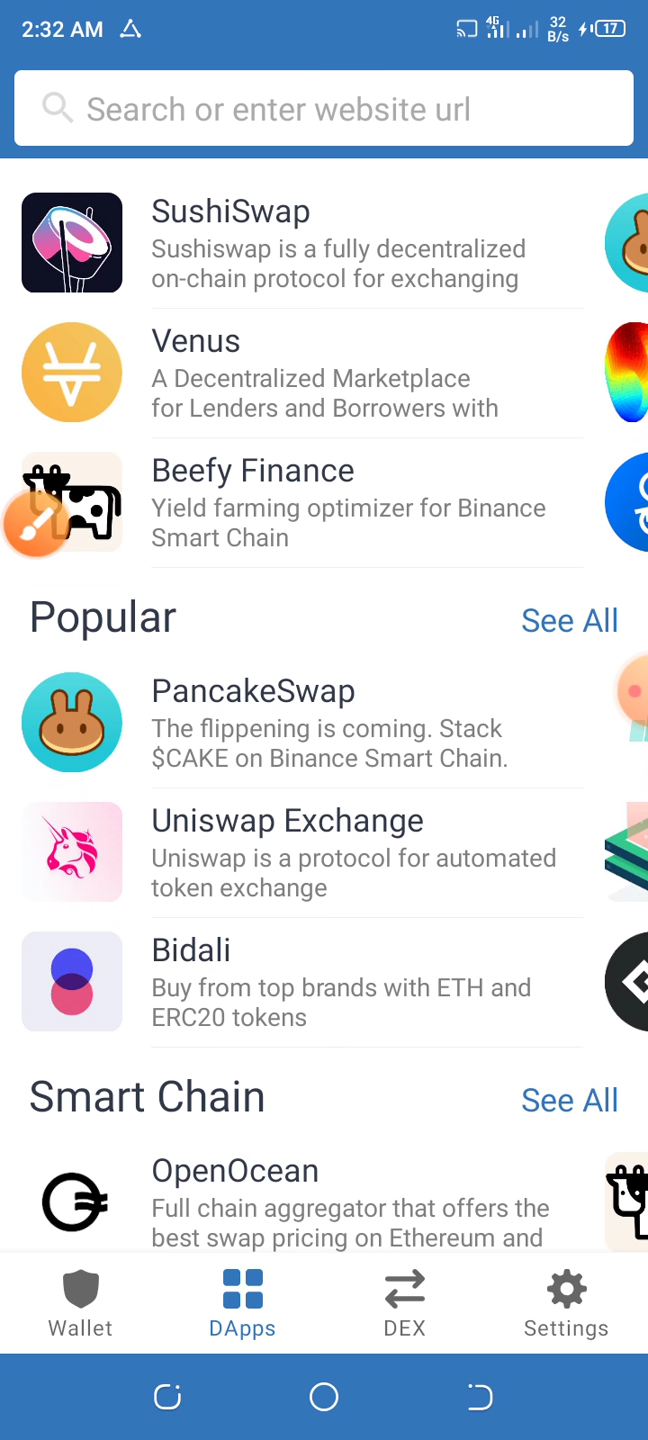 2:32 AM
4G
32
B/s
17
Search or enter website url
SushiSwap
Sushiswap is a fully decentralized
on-chain protocol for exchanging
Venus
A Decentralized Marketplace
for Lenders and Borrowers with
Beefy Finance
Yield farming optimizer for Binance
Smart Chain
Popular
See All
PancakeSwap
The flippening is coming. Stack
$CAKE on Binance Smart Chain.
Uniswap Exchange
Uniswap is a protocol for automated
token exchange
Bidali
Buy from top brands with ETH and
ERC20 tokens
Smart Chain
See All
OpenOcean
Full chain aggregator that offers the
best swap pricing on Ethereum and
Wallet
DApps
DEX
Settings